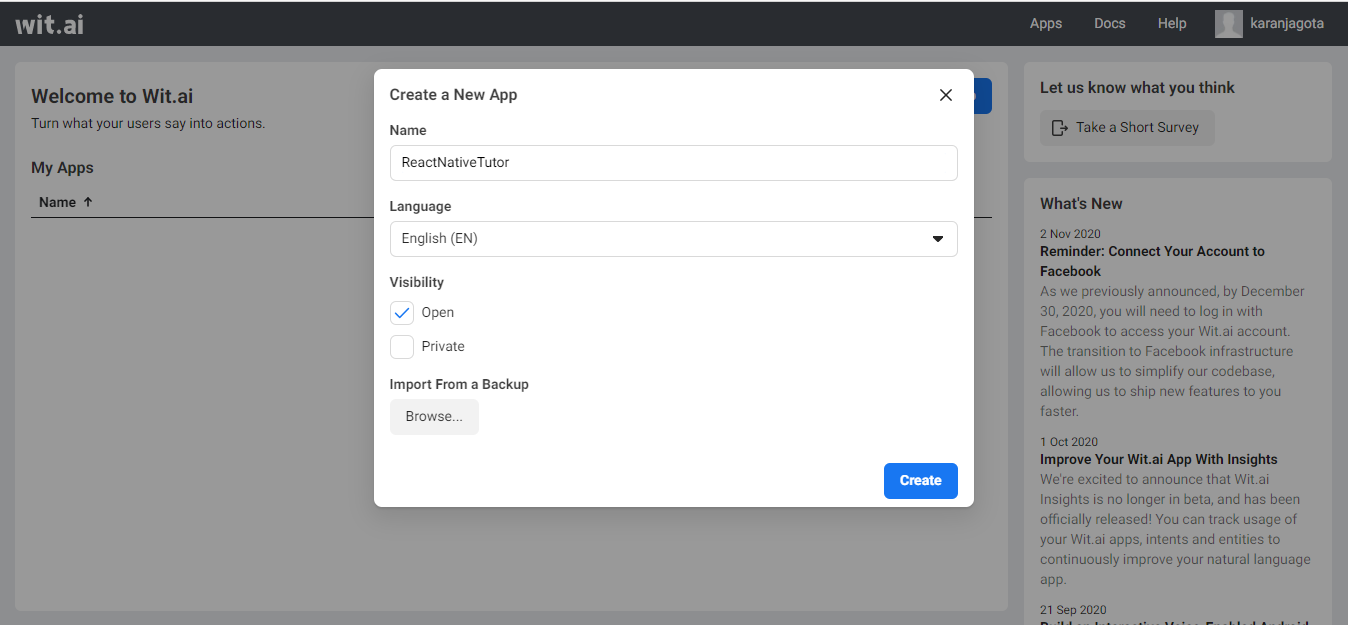 wit.ai
Apps
Docs
Help
karanjagota
Welcome to Wit.ai
Turn what your users say into actions.
My Apps
Name ↑
Create a New App
Name
ReactNativeTutor
Language
English (EN)
Visibility
Open
Private
Import From a Backup
Browse...
Create
Let us know what you think
Take a Short Survey
What's New
2 Nov 2020
Reminder: Connect Your Account to
Facebook
As we previously announced, by December
30, 2020, you will need to log in with
Facebook to access your Wit.ai account.
The transition to Facebook infrastructure
will allow us to simplify our codebase,
allowing us to ship new features to you
faster.
1 Oct 2020
Improve Your Wit.ai App With Insights
We're excited to announce that Wit.ai
Insights is no longer in beta, and has been
officially released! You can track usage of
your Wit.ai apps, intents and entities to
continuously improve your natural language
app.
21 Sep 2020
Build an Interactive Voice-Enabled Android